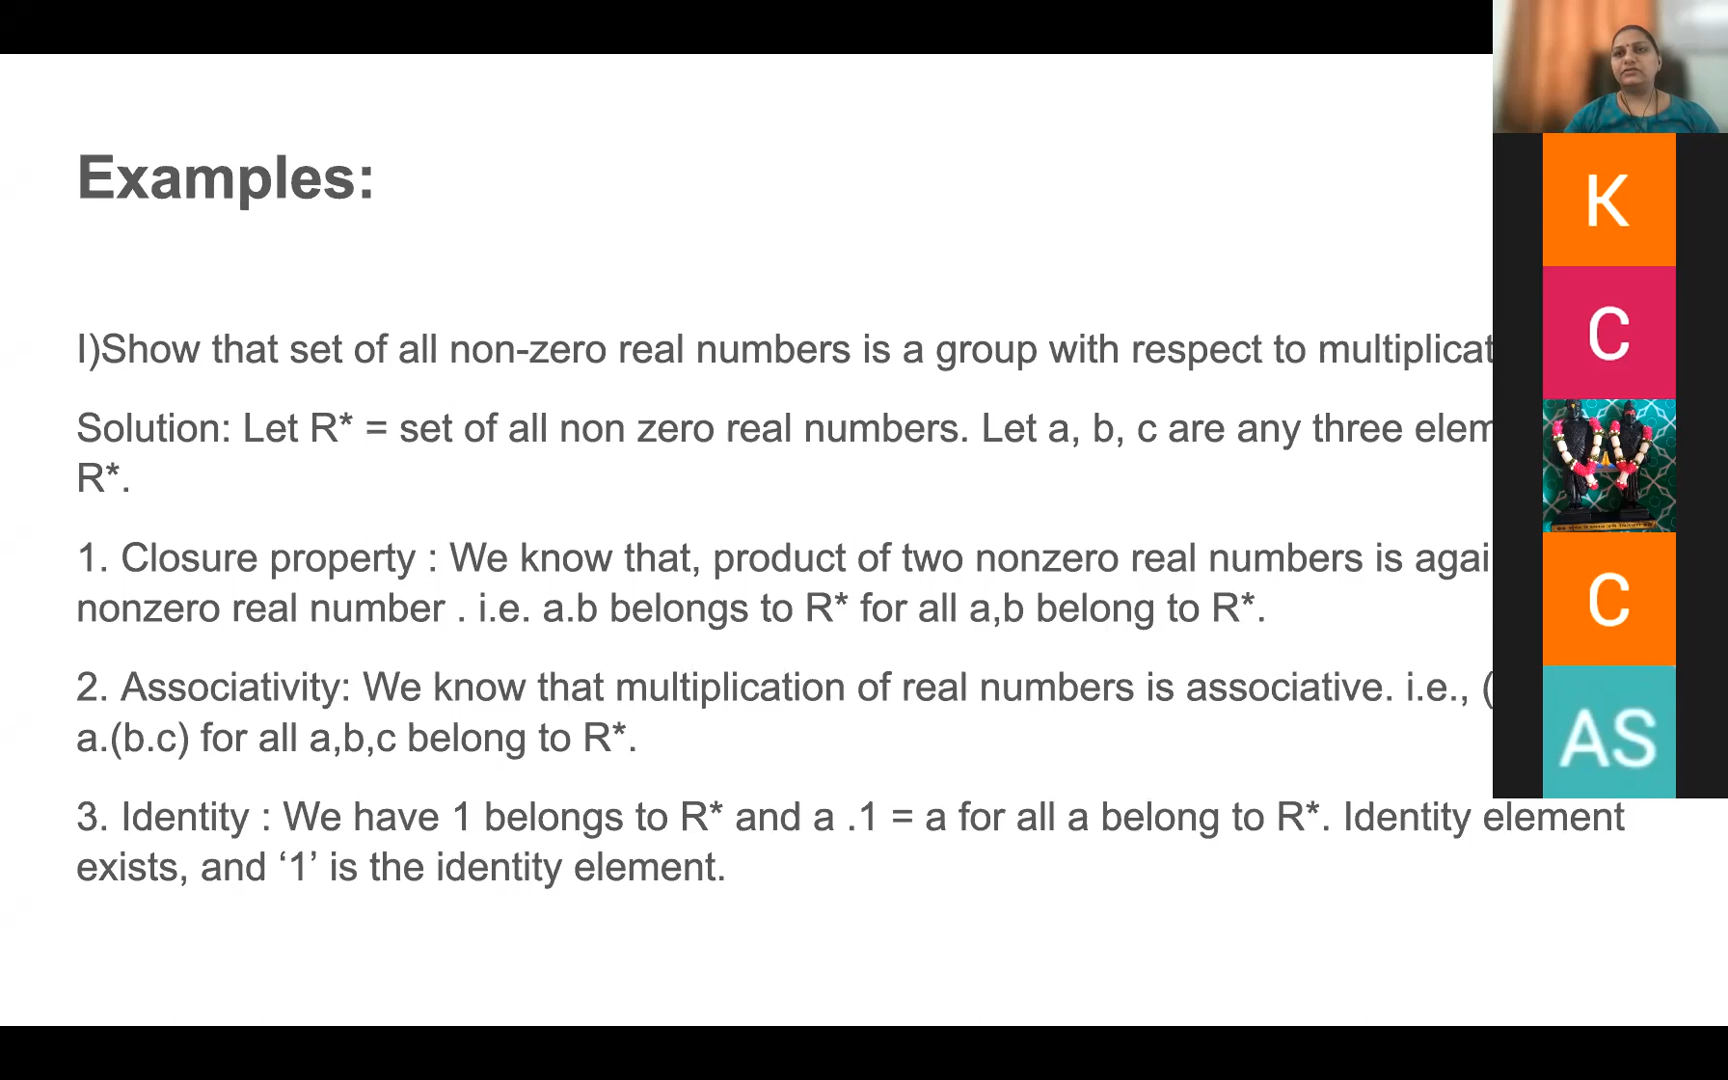 Examples:
I)Show that set of all non-zero real numbers is a group with respect to
Solution: Let R* = set of all non zero real numbers. Let a, b, c are any three
R*.
1. Closure property : We know that, product of two nonzero real numbers is
nonzero real number . i.e. a.b belongs to R* for all a,b belong to R*.
2. Associativity: We know that multiplication of real numbers is associative. i.e., (
a.(b.c) for all a,b,c belong to R*.
3. Identity : We have 1 belongs to R* and a .1 = a for all a belong to R*. Identity element
exists, and ‘1’ is the identity element.
K
C
C
AS